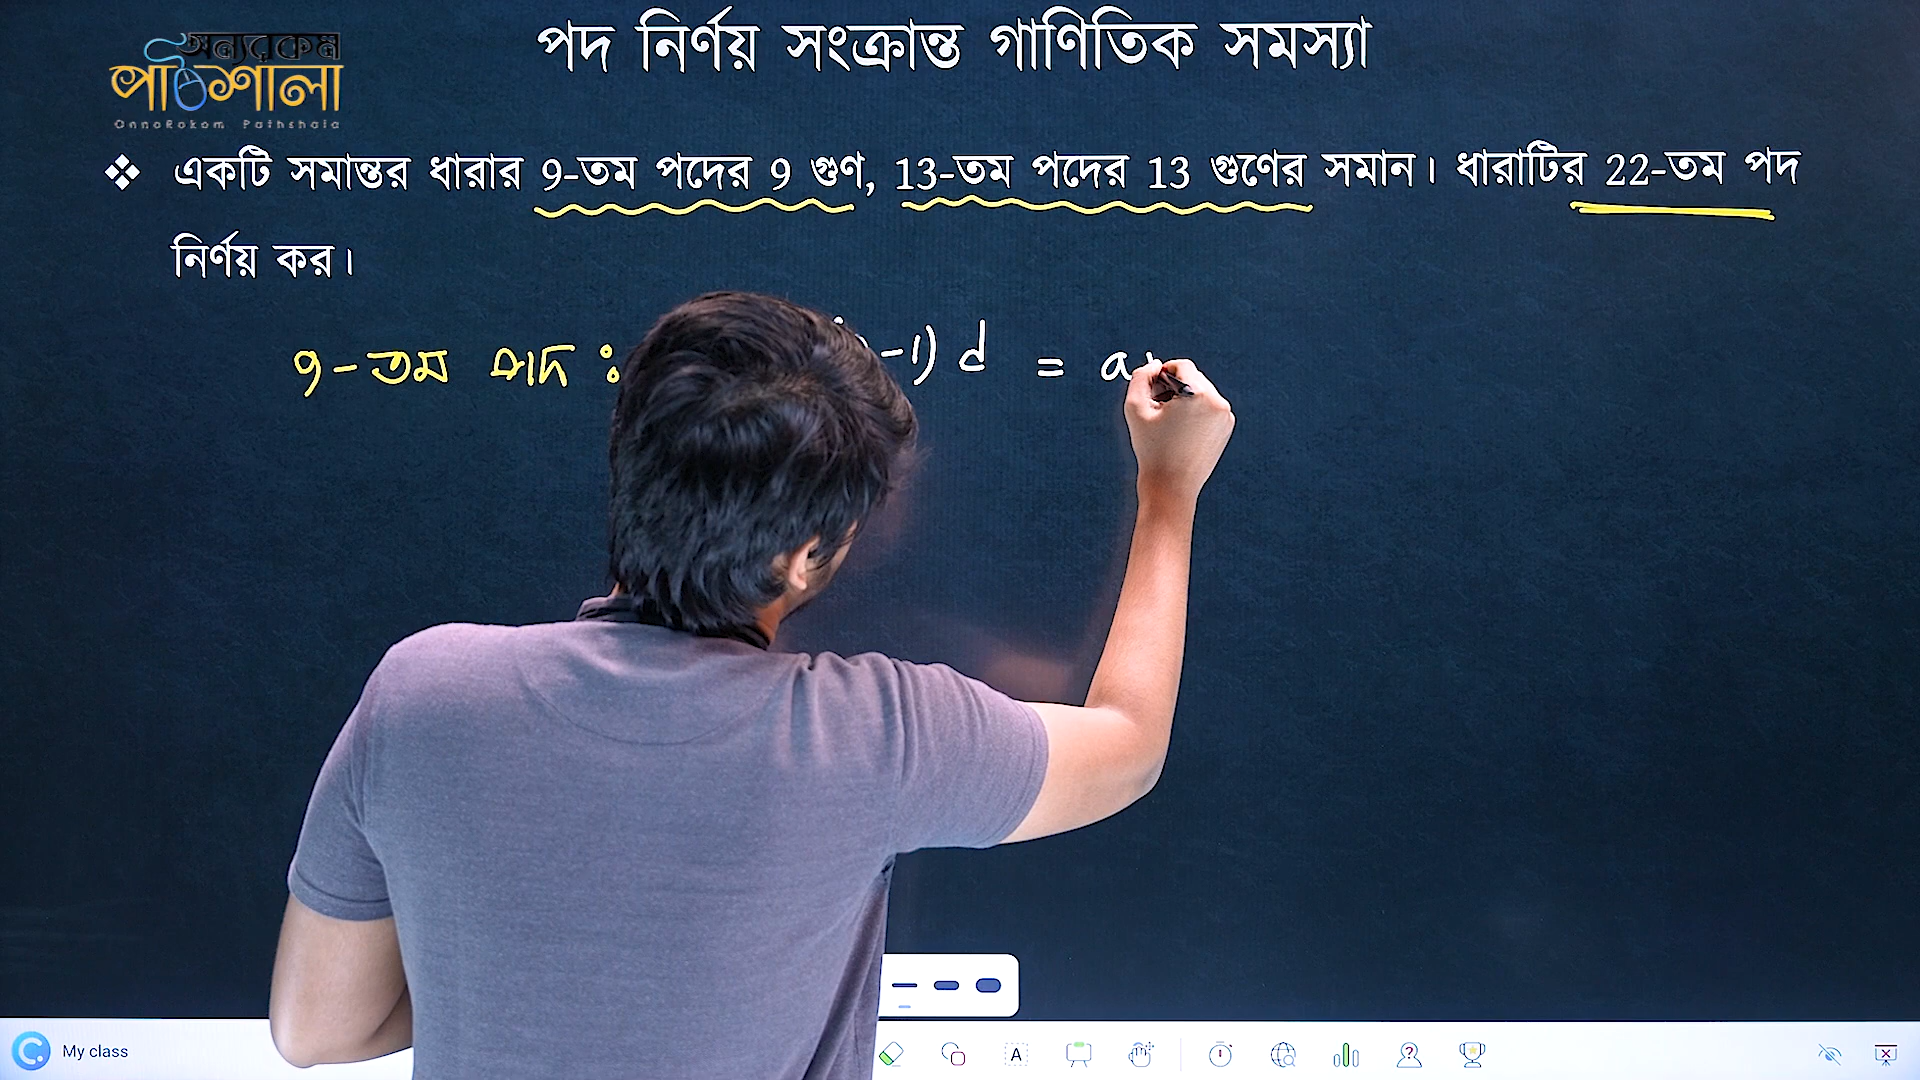 পদ নির্ণয় সংক্রান্ত গাণিতিক সমস্যা
অন্যরকম
পাঠশালা
OnnoRokom Pathshala
❖ একটি সমান্তর ধারার 9-তম পদের 9 গুণ, 13-তম পদের 13 গুণের সমান। ধারাটির 22-তম পদ
নির্ণয় কর।
9-তম পদ : -1) d = a
A
My class